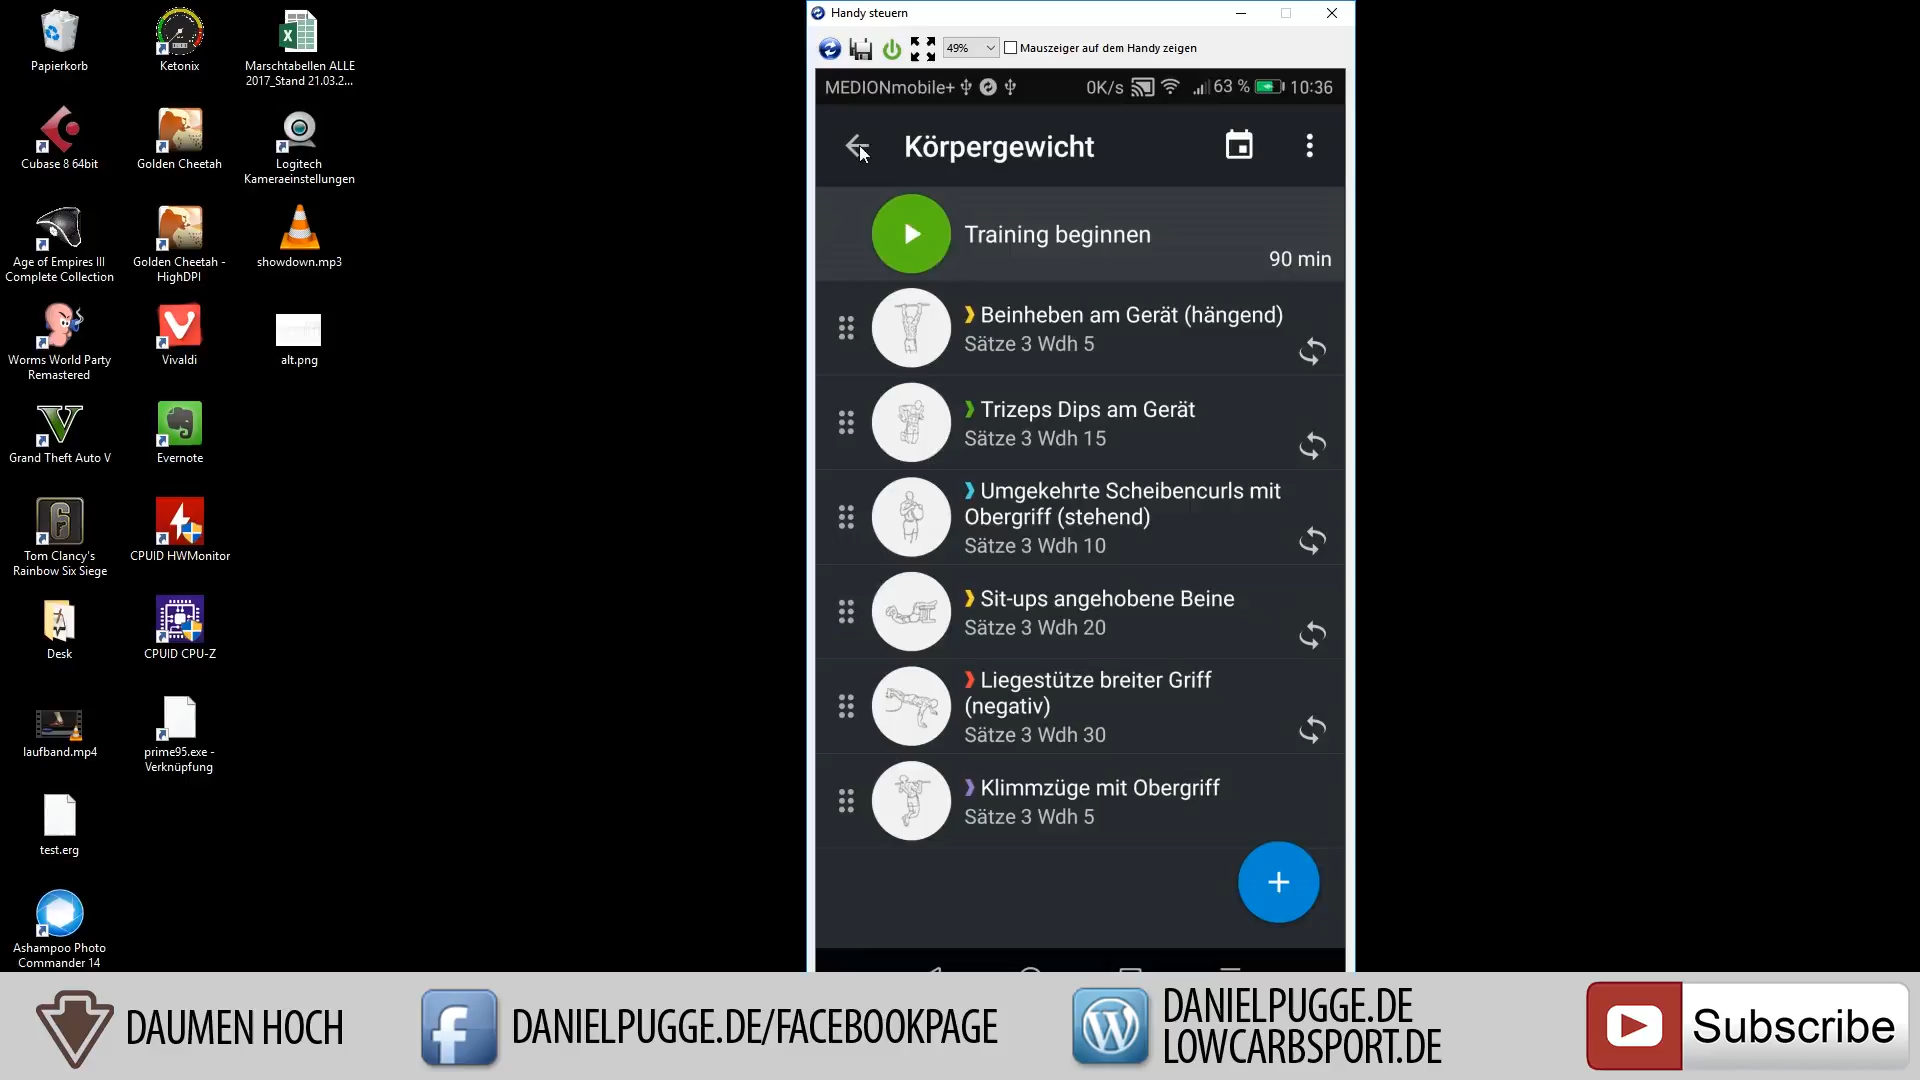 Papierkorb
Ketonix
Marschtabellen ALLE
2017_Stand 21.03.2...
Cubase 8 64bit
Golden Cheetah
Logitech
Kameraeinstellungen
Age of Empires III
Complete Collection
Golden Cheetah -
HighDPI
showdown.mp3
Worms World Party
Remastered
Vivaldi
alt.png
Grand Theft Auto V
Evernote
Tom Clancy's
Rainbow Six Siege
CPUID HWMonitor
Desk
CPUID CPU-Z
laufband.mp4
prime95.exe -
Verknüpfung
test.erg
Ashampoo Photo
Commander 14
Handy steuern
49%
Mauszeiger auf dem Handy zeigen
MEDIONmobile+
0K/s
63 %
10:36
Körpergewicht
Training beginnen
90 min
Beinheben am Gerät (hängend)
Sätze 3 Wdh 5
Trizeps Dips am Gerät
Sätze 3 Wdh 15
Umgekehrte Scheibencurls mit
Obergriff (stehend)
Sätze 3 Wdh 10
Sit-ups angehobene Beine
Sätze 3 Wdh 20
Liegestütze breiter Griff
(negativ)
Sätze 3 Wdh 30
Klimmzüge mit Obergriff
Sätze 3 Wdh 5
DAUMEN HOCH
DANIELPUGGE.DE/FACEBOOKPAGE
DANIELPUGGE.DE
LOWCARBSPORT.DE
Subscribe